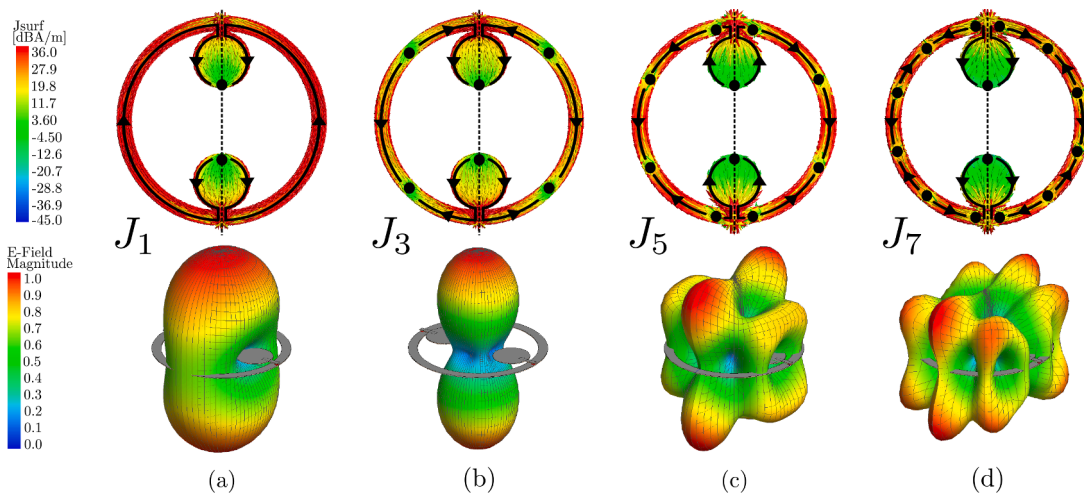 Jsurf
[dBA/m]
36.0
27.9
19.8
11.7
3.60
-4.50
-12.6
-20.7
-28.8
-36.9
-45.0
J1
J3
J5
J7
E-Field
Magnitude
1.0
0.9
0.8
0.7
0.6
0.5
0.4
0.3
0.2
0.1
0.0
(a)
(b)
(c)
(d)